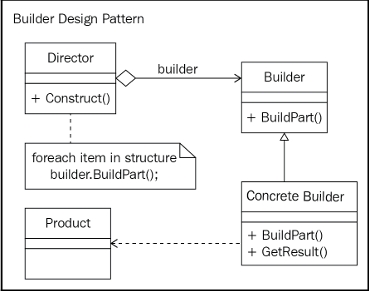 Builder Design Pattern
Director
+ Construct()
builder
Builder
+ BuildPart()
foreach item in structure
builder.BuildPart();
Concrete Builder
+ BuildPart()
+ GetResult()
Product